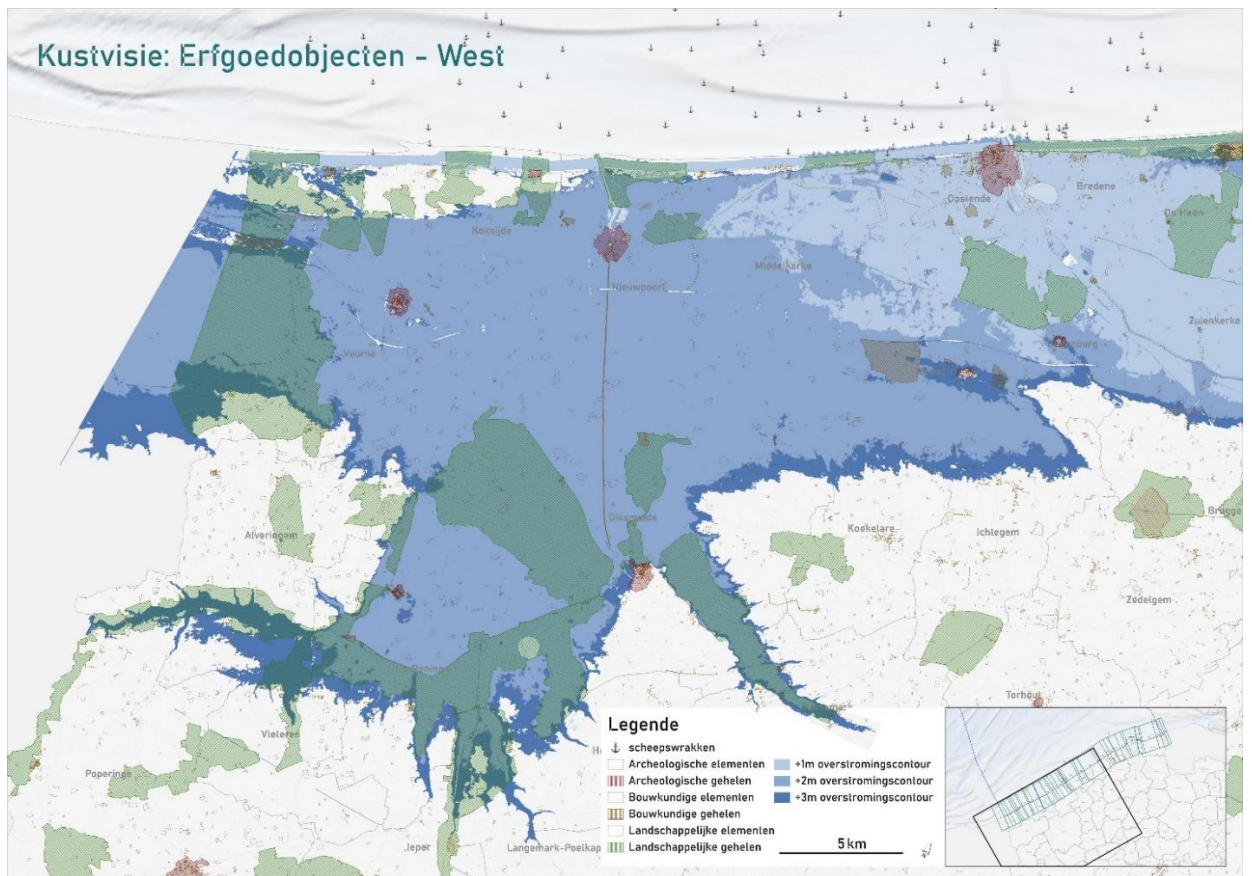 Kustvisie: Erfgoedobjecten - West
Bredene
Oostende
De Haan
Koksijde
Middelkerke
Nieuwpoort
Zuienkerke
Veurne
Diksmuide
Koekelare
Ichtegem
Brugge
Alveringem
Zedelgem
Torhout
Vleteren
Poperinge
Ieper
Langemark-Poelkap
Legende
scheepswrakken
Archeologische elementen
Archeologische gehelen
Bouwkundige elementen
Bouwkundige gehelen
Landschappelijke elementen
Landschappelijke gehelen
+1m overstromingscontour
+2m overstromingscontour
+3m overstromingscontour
5 km